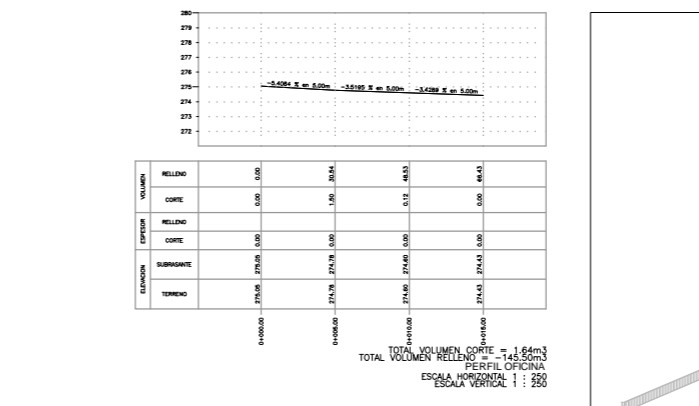 280
279
278
277
276
275
274
273
272
-5.4084 % en 5.00m -3.5195 % en 5.00m -3.4289 % en 5.00m
VOLUMEN
RELLENO 0.00 30.54 48.53 66.43
CORTE 0.00 1.50 0.12 0.00
ESPESOR
RELLENO
CORTE 0.00 0.00 0.00 0.00
ELEVACION
SUBRASANTE 275.05 274.78 274.60 274.43
TERRENO 275.05 274.78 274.60 274.43
0+000.00 0+005.00 0+010.00 0+015.00
TOTAL VOLUMEN CORTE = 1.64m3
TOTAL VOLUMEN RELLENO = -145.50m3
PERFIL OFICINA
ESCALA HORIZONTAL 1 : 250
ESCALA VERTICAL 1 : 250